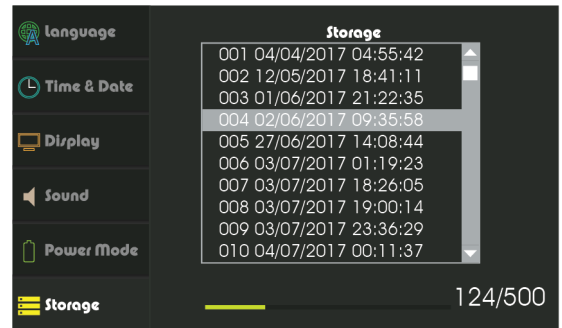 Language
Time & Date
Display
Sound
Power Mode
Storage
Storage
001 04/04/2017 04:55:42
002 12/05/2017 18:41:11
003 01/06/2017 21:22:35
004 02/06/2017 09:35:58
005 27/06/2017 14:08:44
006 03/07/2017 01:19:23
007 03/07/2017 18:26:05
008 03/07/2017 19:00:14
009 03/07/2017 23:36:29
010 04/07/2017 00:11:37
124/500